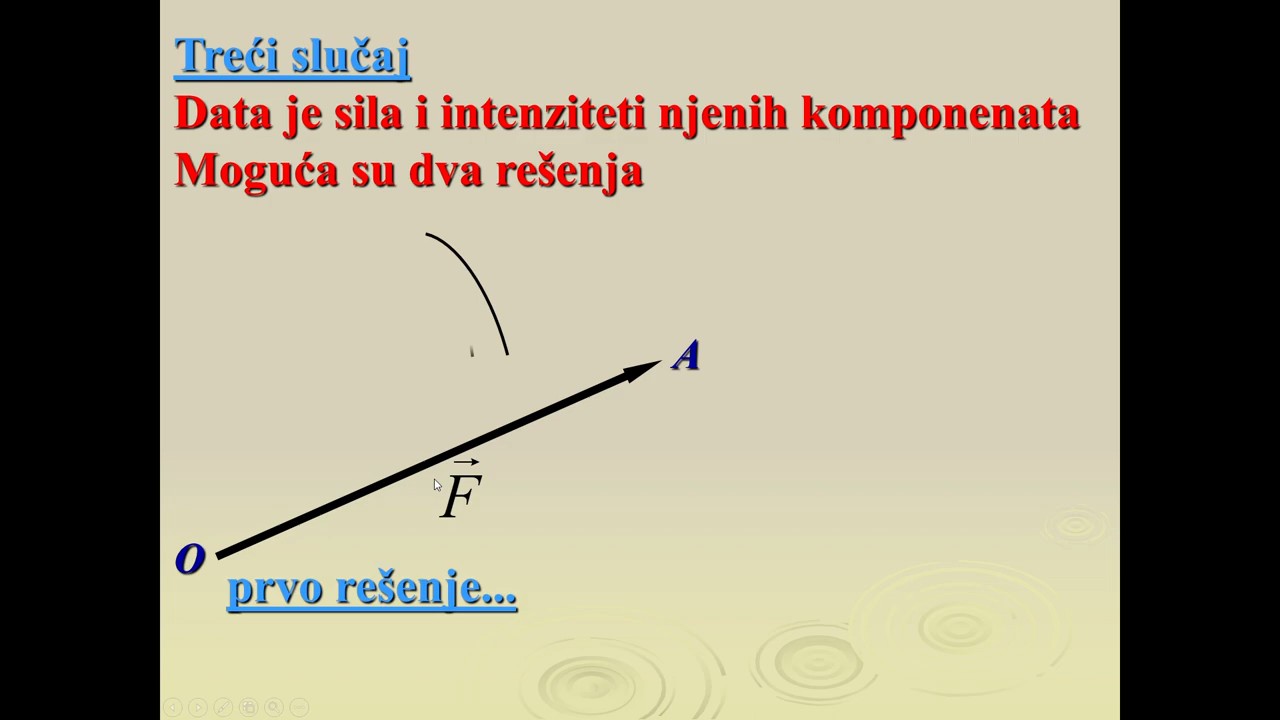 Treći slučaj
Data je sila i intenziteti njenih komponenata
Moguća su dva rešenja
A
F
O
prvo rešenje...